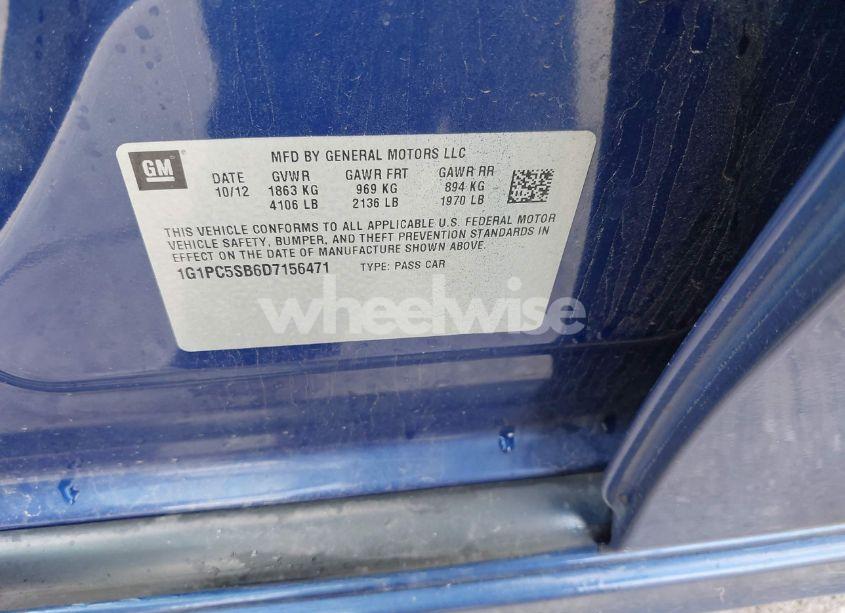 GM
MFD BY GENERAL MOTORS LLC
DATE GVWR GAWR FRT GAWR RR
10/12 1863 KG 969 KG 894 KG
4106 LB 2136 LB 1970 LB
THIS VEHICLE CONFORMS TO ALL APPLICABLE U.S. FEDERAL MOTOR
VEHICLE SAFETY, BUMPER, AND THEFT PREVENTION STANDARDS IN
EFFECT ON THE DATE OF MANUFACTURE SHOWN ABOVE.
1G1PC5SB6D7156471 TYPE: PASS CAR
wheelwise